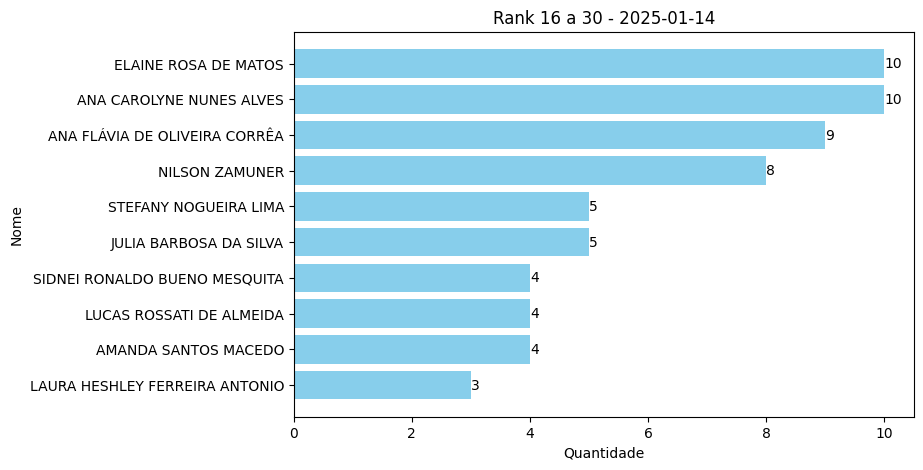 Rank 16 a 30 - 2025-01-14
ELAINE ROSA DE MATOS 10
ANA CAROLYNE NUNES ALVES 10
ANA FLÁVIA DE OLIVEIRA CORRÊA 9
NILSON ZAMUNER 8
STEFANY NOGUEIRA LIMA 5
JULIA BARBOSA DA SILVA 5
SIDNEI RONALDO BUENO MESQUITA 4
LUCAS ROSSATI DE ALMEIDA 4
AMANDA SANTOS MACEDO 4
LAURA HESHLEY FERREIRA ANTONIO 3
Nome
0 2 4 6 8 10
Quantidade